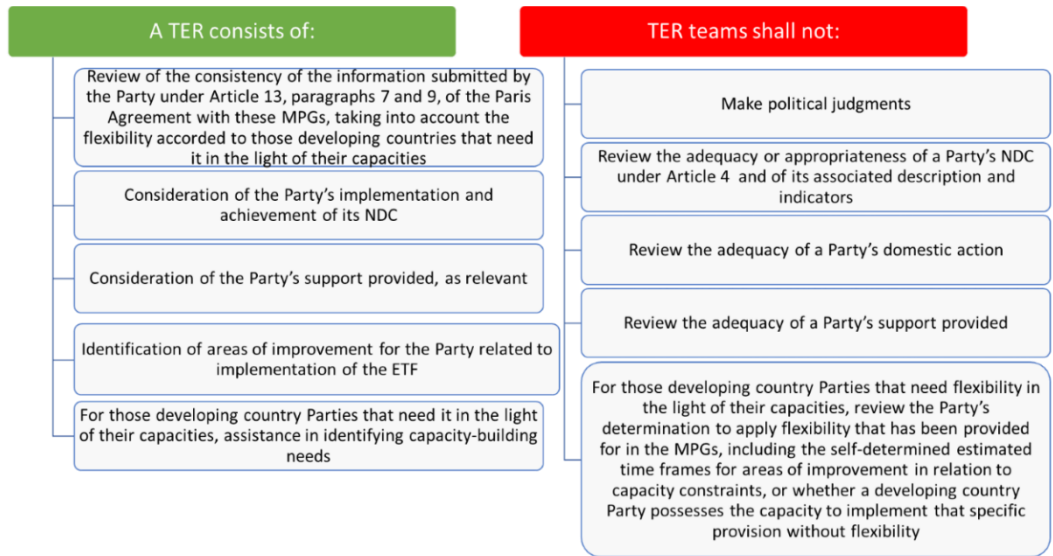 A TER consists of:
Review of the consistency of the information submitted by
the Party under Article 13, paragraphs 7 and 9, of the Paris
Agreement with these MPGs, taking into account the
flexibility accorded to those developing countries that need
it in the light of their capacities
Consideration of the Party's implementation and
achievement of its NDC
Consideration of the Party's support provided, as relevant
Identification of areas of improvement for the Party related to
implementation of the ETF
For those developing country Parties that need it in the light
of their capacities, assistance in identifying capacity-building
needs
TER teams shall not:
Make political judgments
Review the adequacy or appropriateness of a Party's NDC
under Article 4 and of its associated description and
indicators
Review the adequacy of a Party's domestic action
Review the adequacy of a Party's support provided
For those developing country Parties that need flexibility in
the light of their capacities, review the Party's
determination to apply flexibility that has been provided
for in the MPGs, including the self-determined estimated
time frames for areas of improvement in relation to
capacity constraints, or whether a developing country
Party possesses the capacity to implement that specific
provision without flexibility